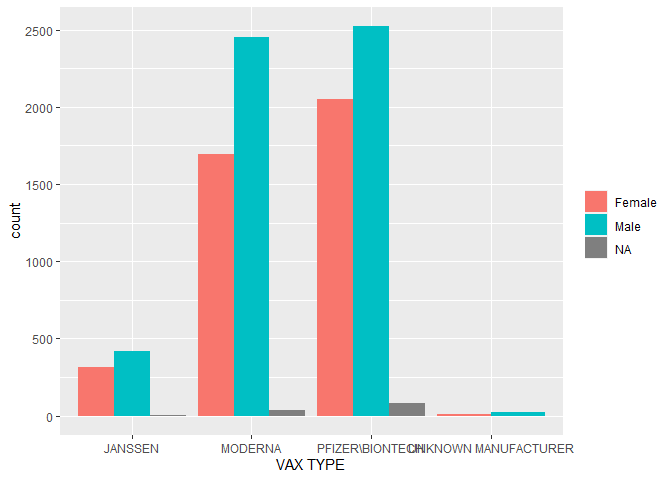 2500
2000
1500
1000
500
0
count
JANSSEN
MODERNA
PFIZER\BIONTECH
UNKNOWN MANUFACTURER
VAX TYPE
Female
Male
NA